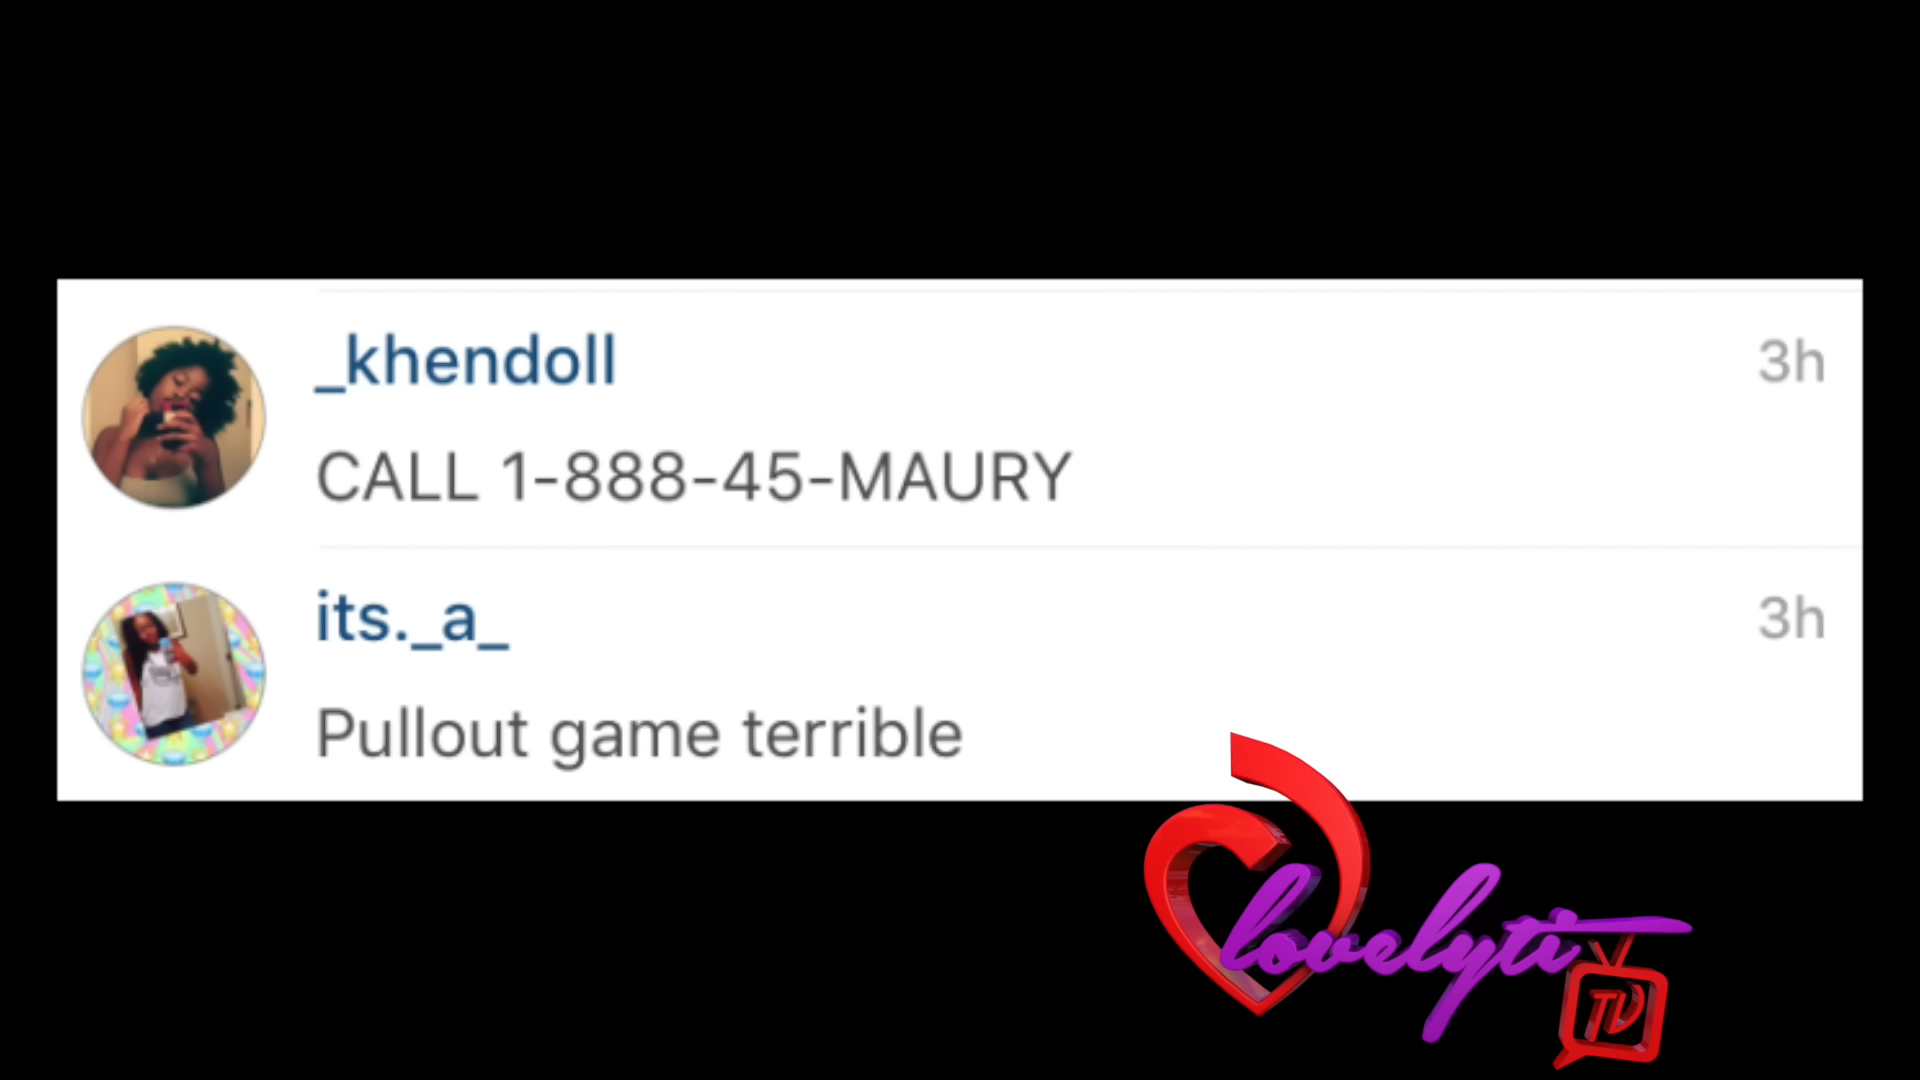 _khendoll
3h
CALL 1-888-45-MAURY
its._a_
3h
Pullout game terrible
lovelyti
TV